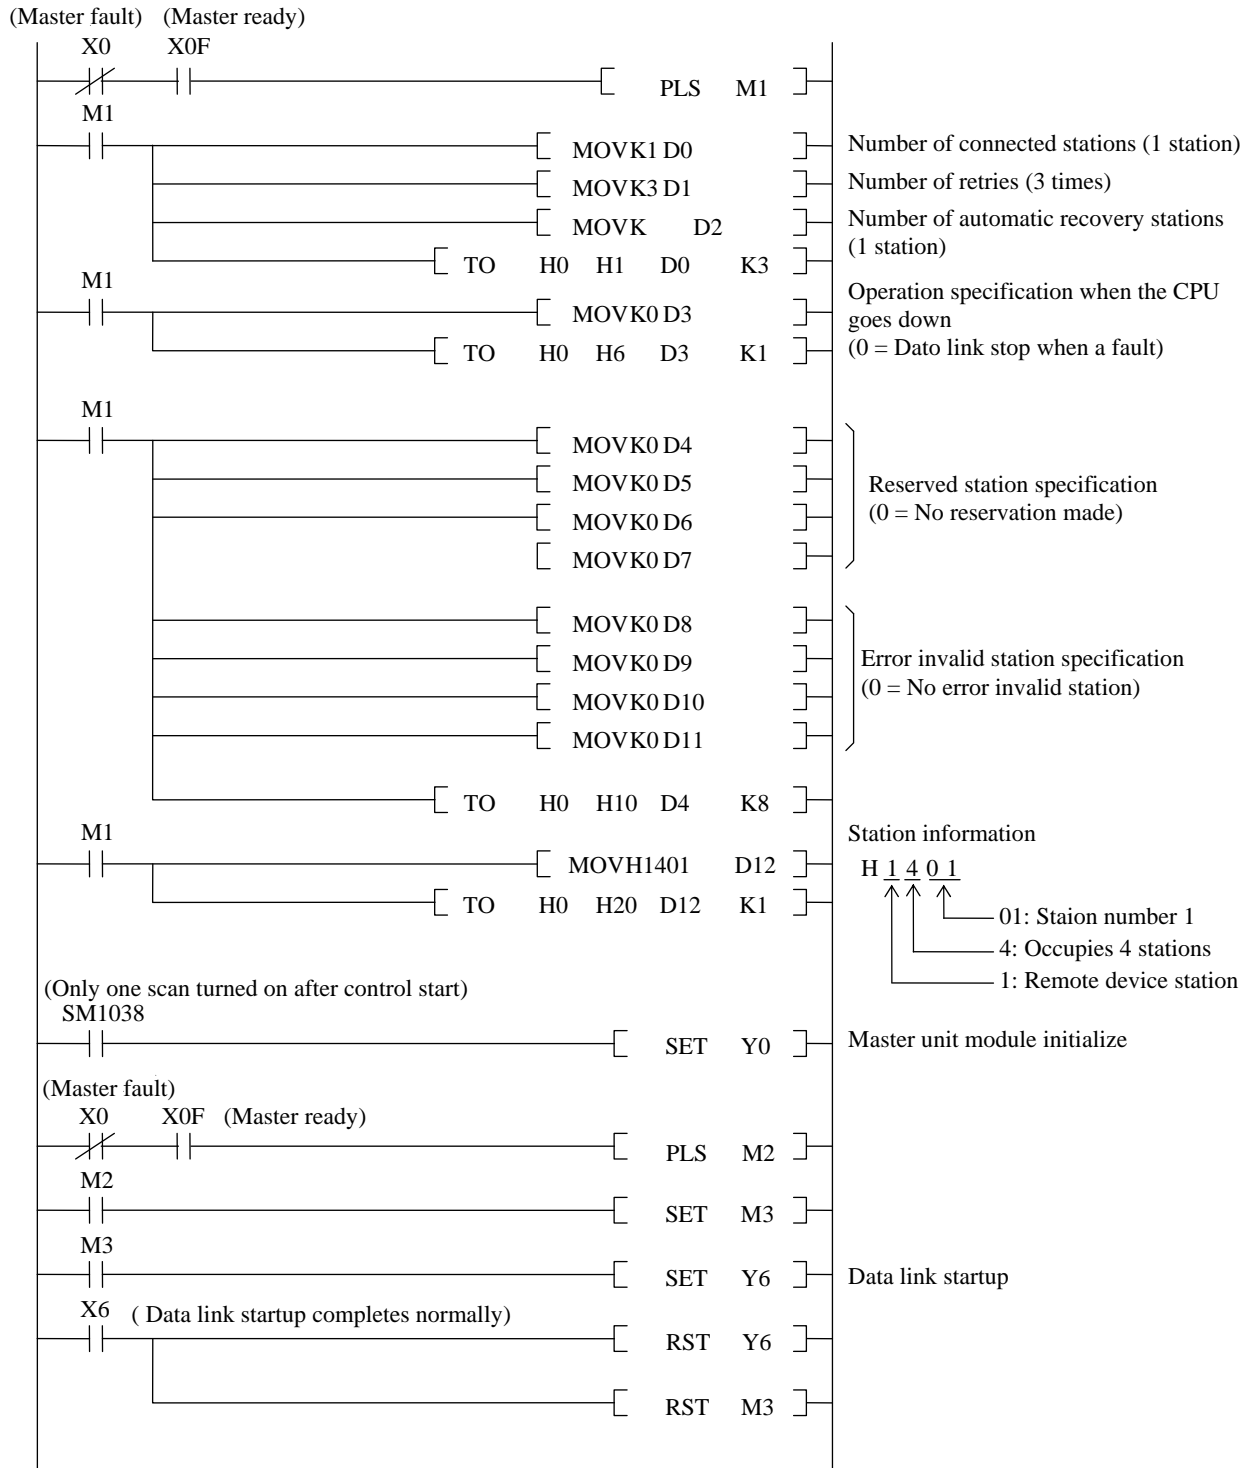 (Master fault) (Master ready)
X0 X0F
PLS M1
M1
MOVK1 D0 Number of connected stations (1 station)
MOVK3 D1 Number of retries (3 times)
MOVK D2 Number of automatic recovery stations
(1 station)
TO H0 H1 D0 K3
M1
MOVK0 D3 Operation specification when the CPU
goes down
TO H0 H6 D3 K1 (0 = Dato link stop when a fault)
M1
MOVK0 D4
MOVK0 D5 Reserved station specification
MOVK0 D6 (0 = No reservation made)
MOVK0 D7
MOVK0 D8
MOVK0 D9 Error invalid station specification
MOVK0 D10 (0 = No error invalid station)
MOVK0 D11
TO H0 H10 D4 K8
M1 Station information
MOVH1401 D12 H 1 4 0 1
TO H0 H20 D12 K1
01: Staion number 1
4: Occupies 4 stations
1: Remote device station
(Only one scan turned on after control start)
SM1038
SET Y0 Master unit module initialize
(Master fault)
X0 X0F (Master ready)
PLS M2
M2
SET M3
M3
SET Y6 Data link startup
X6 ( Data link startup completes normally)
RST Y6
RST M3